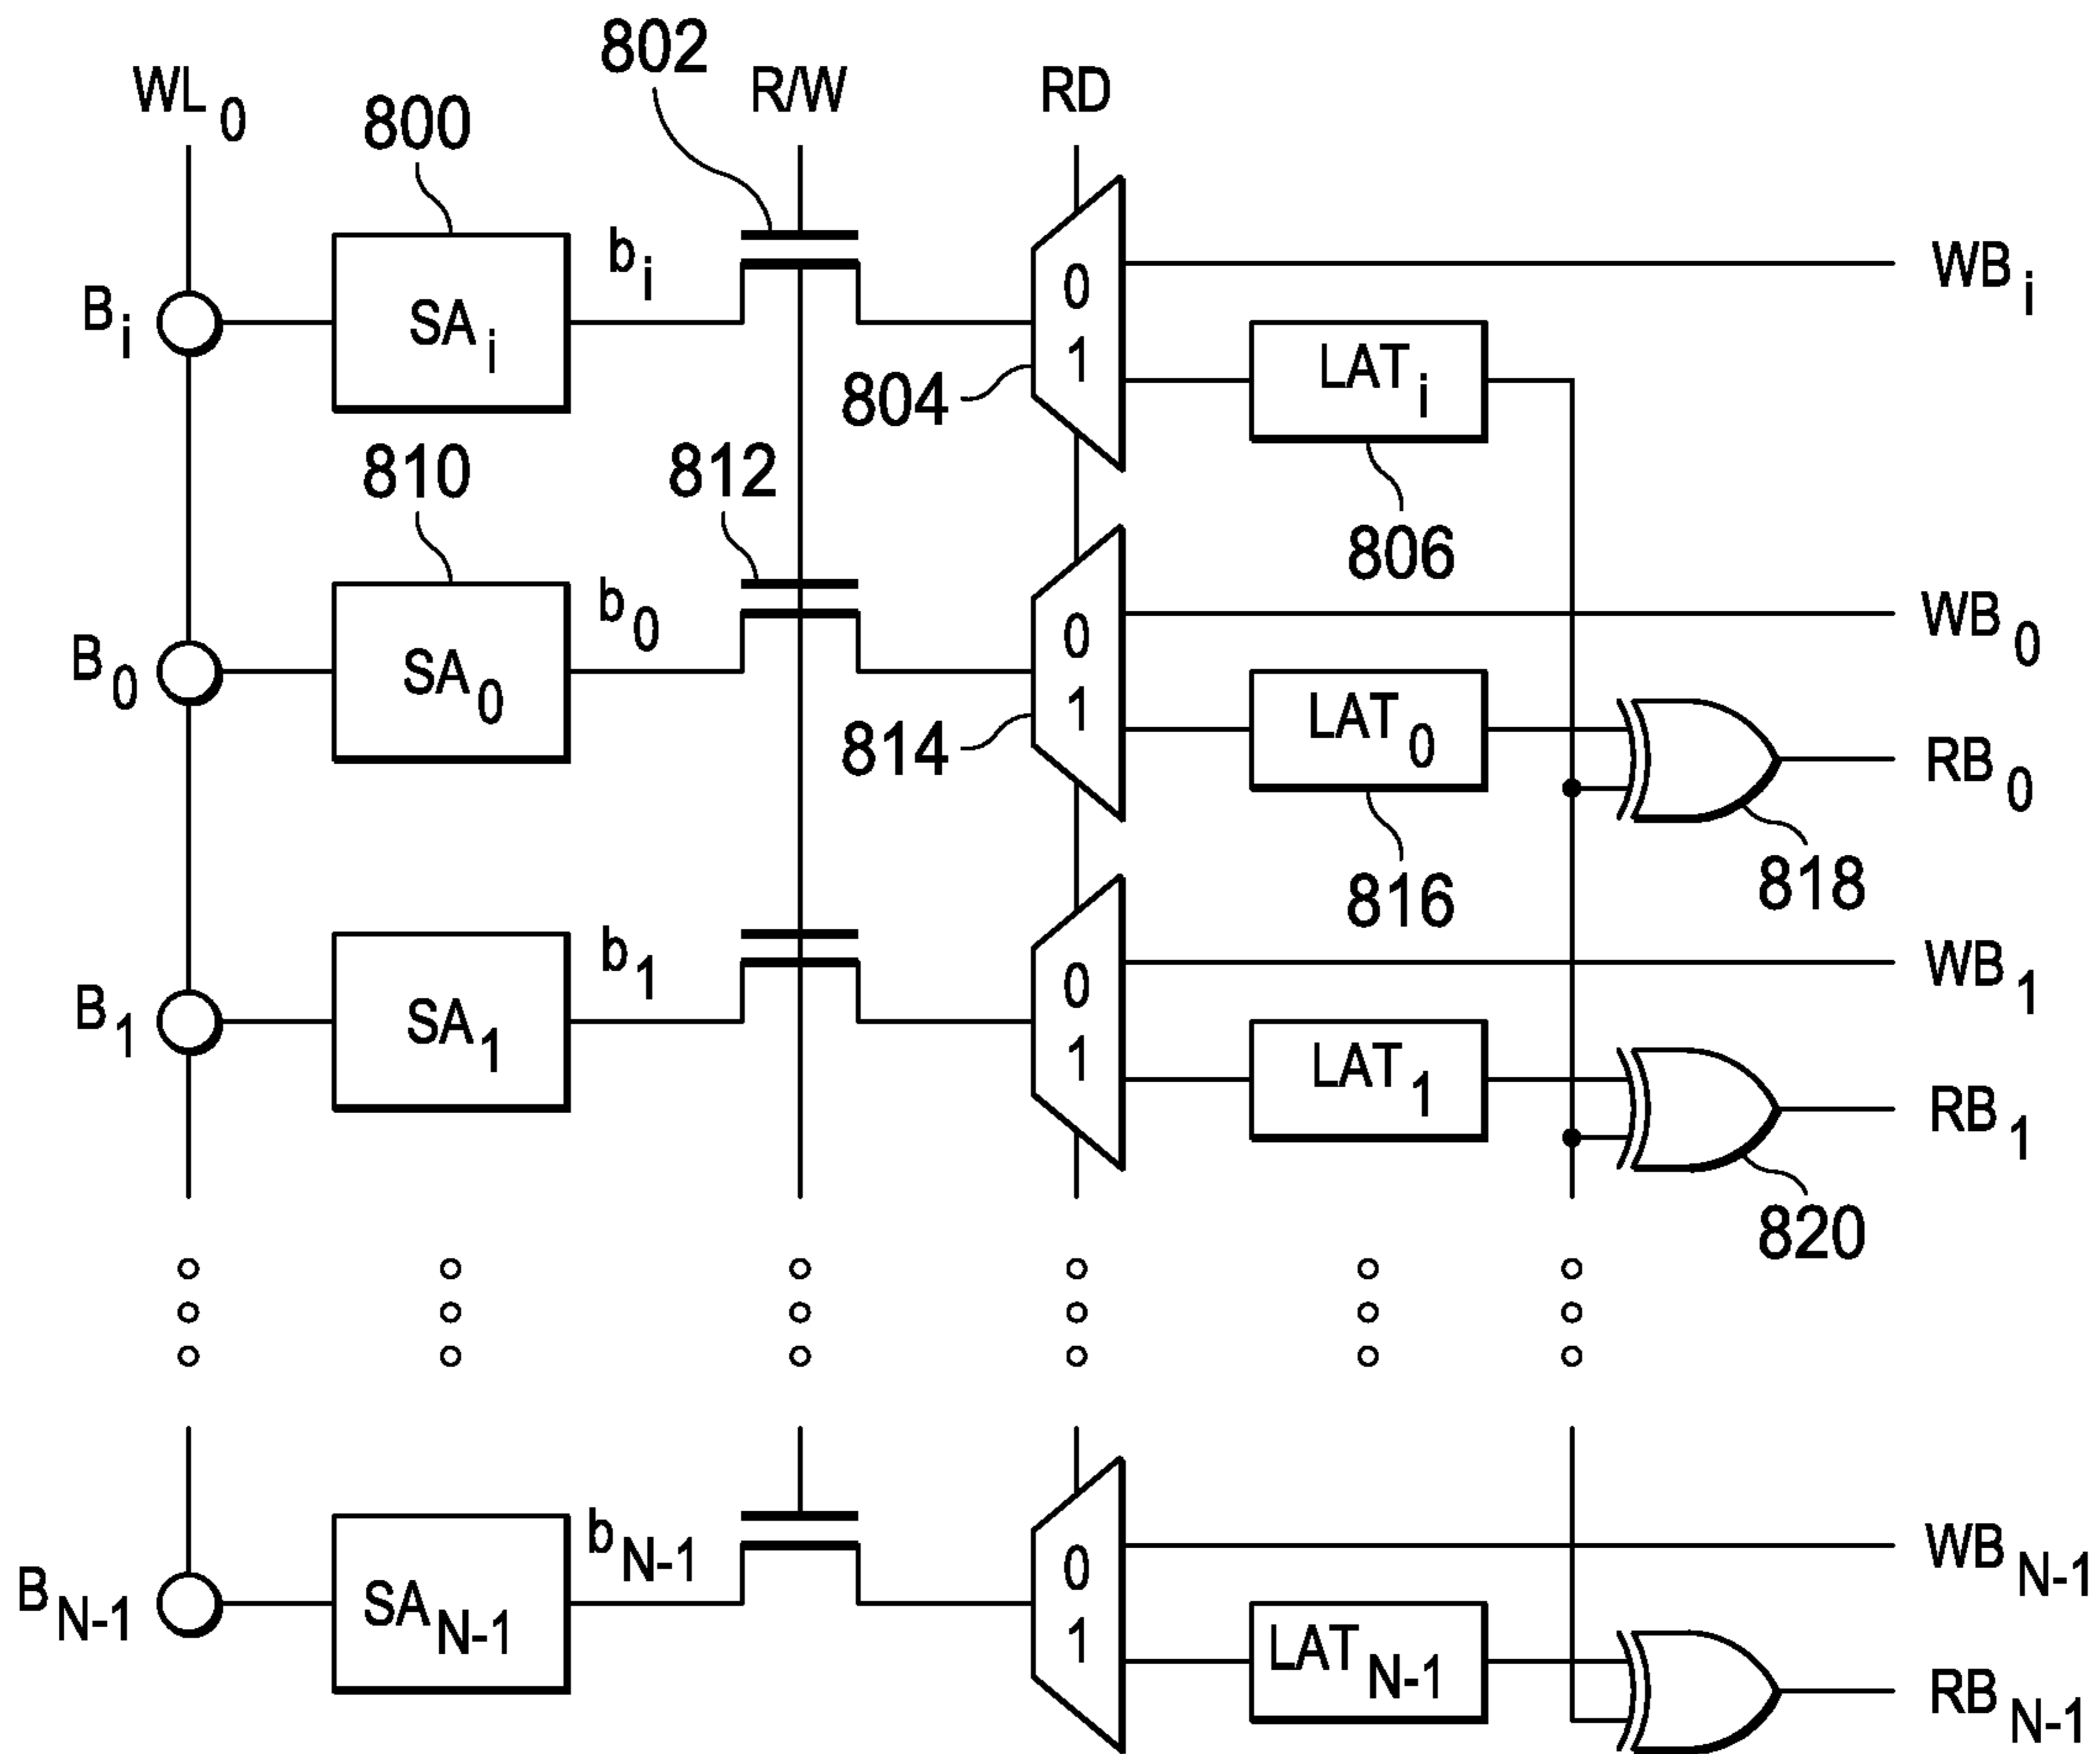 802
WL0
R/W
RD
800
bi
0
WBi
Bi
SAi
1
LATi
804
810
812
806
b0
0
WB0
B0
SA0
1
LAT0
814
RB0
818
816
b1
0
WB1
B1
SA1
1
LAT1
RB1
820
bN-1
0
WBN-1
BN-1
SAN-1
1
LATN-1
RBN-1